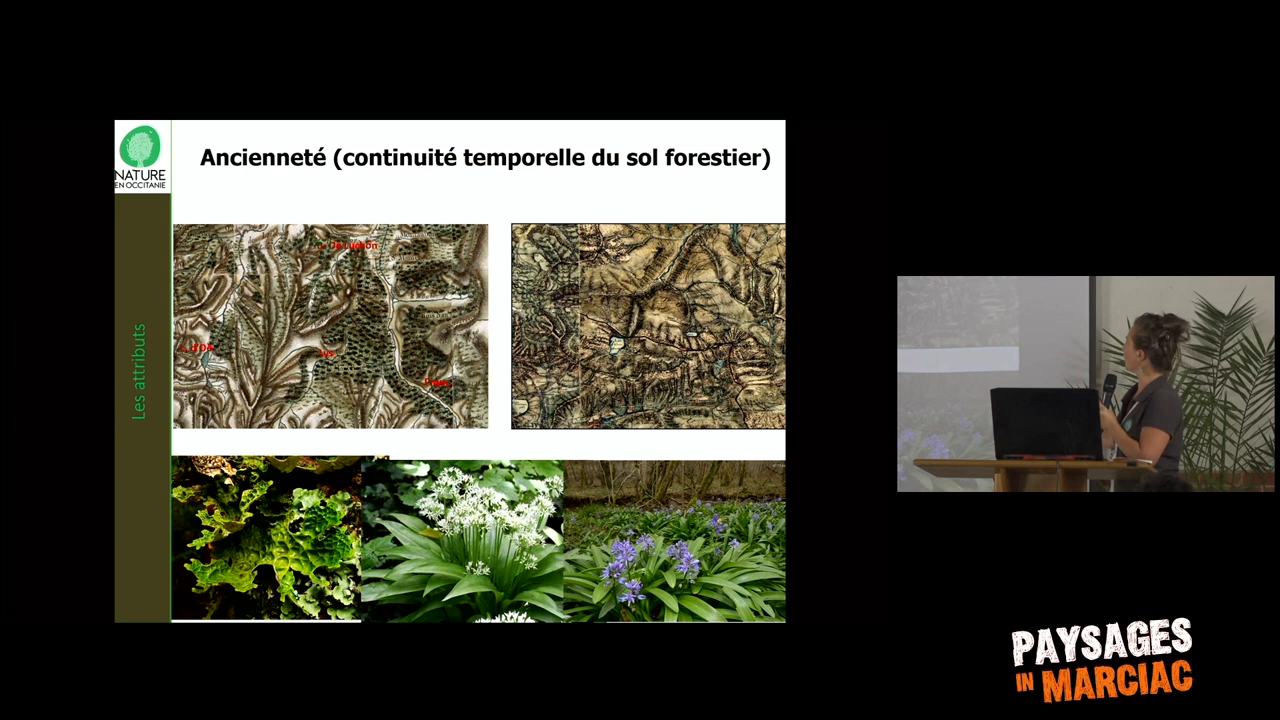 NATURE
EN OCCITANIE
Ancienneté (continuité temporelle du sol forestier)
Les attributs
PAYSAGES
IN MARCIAC